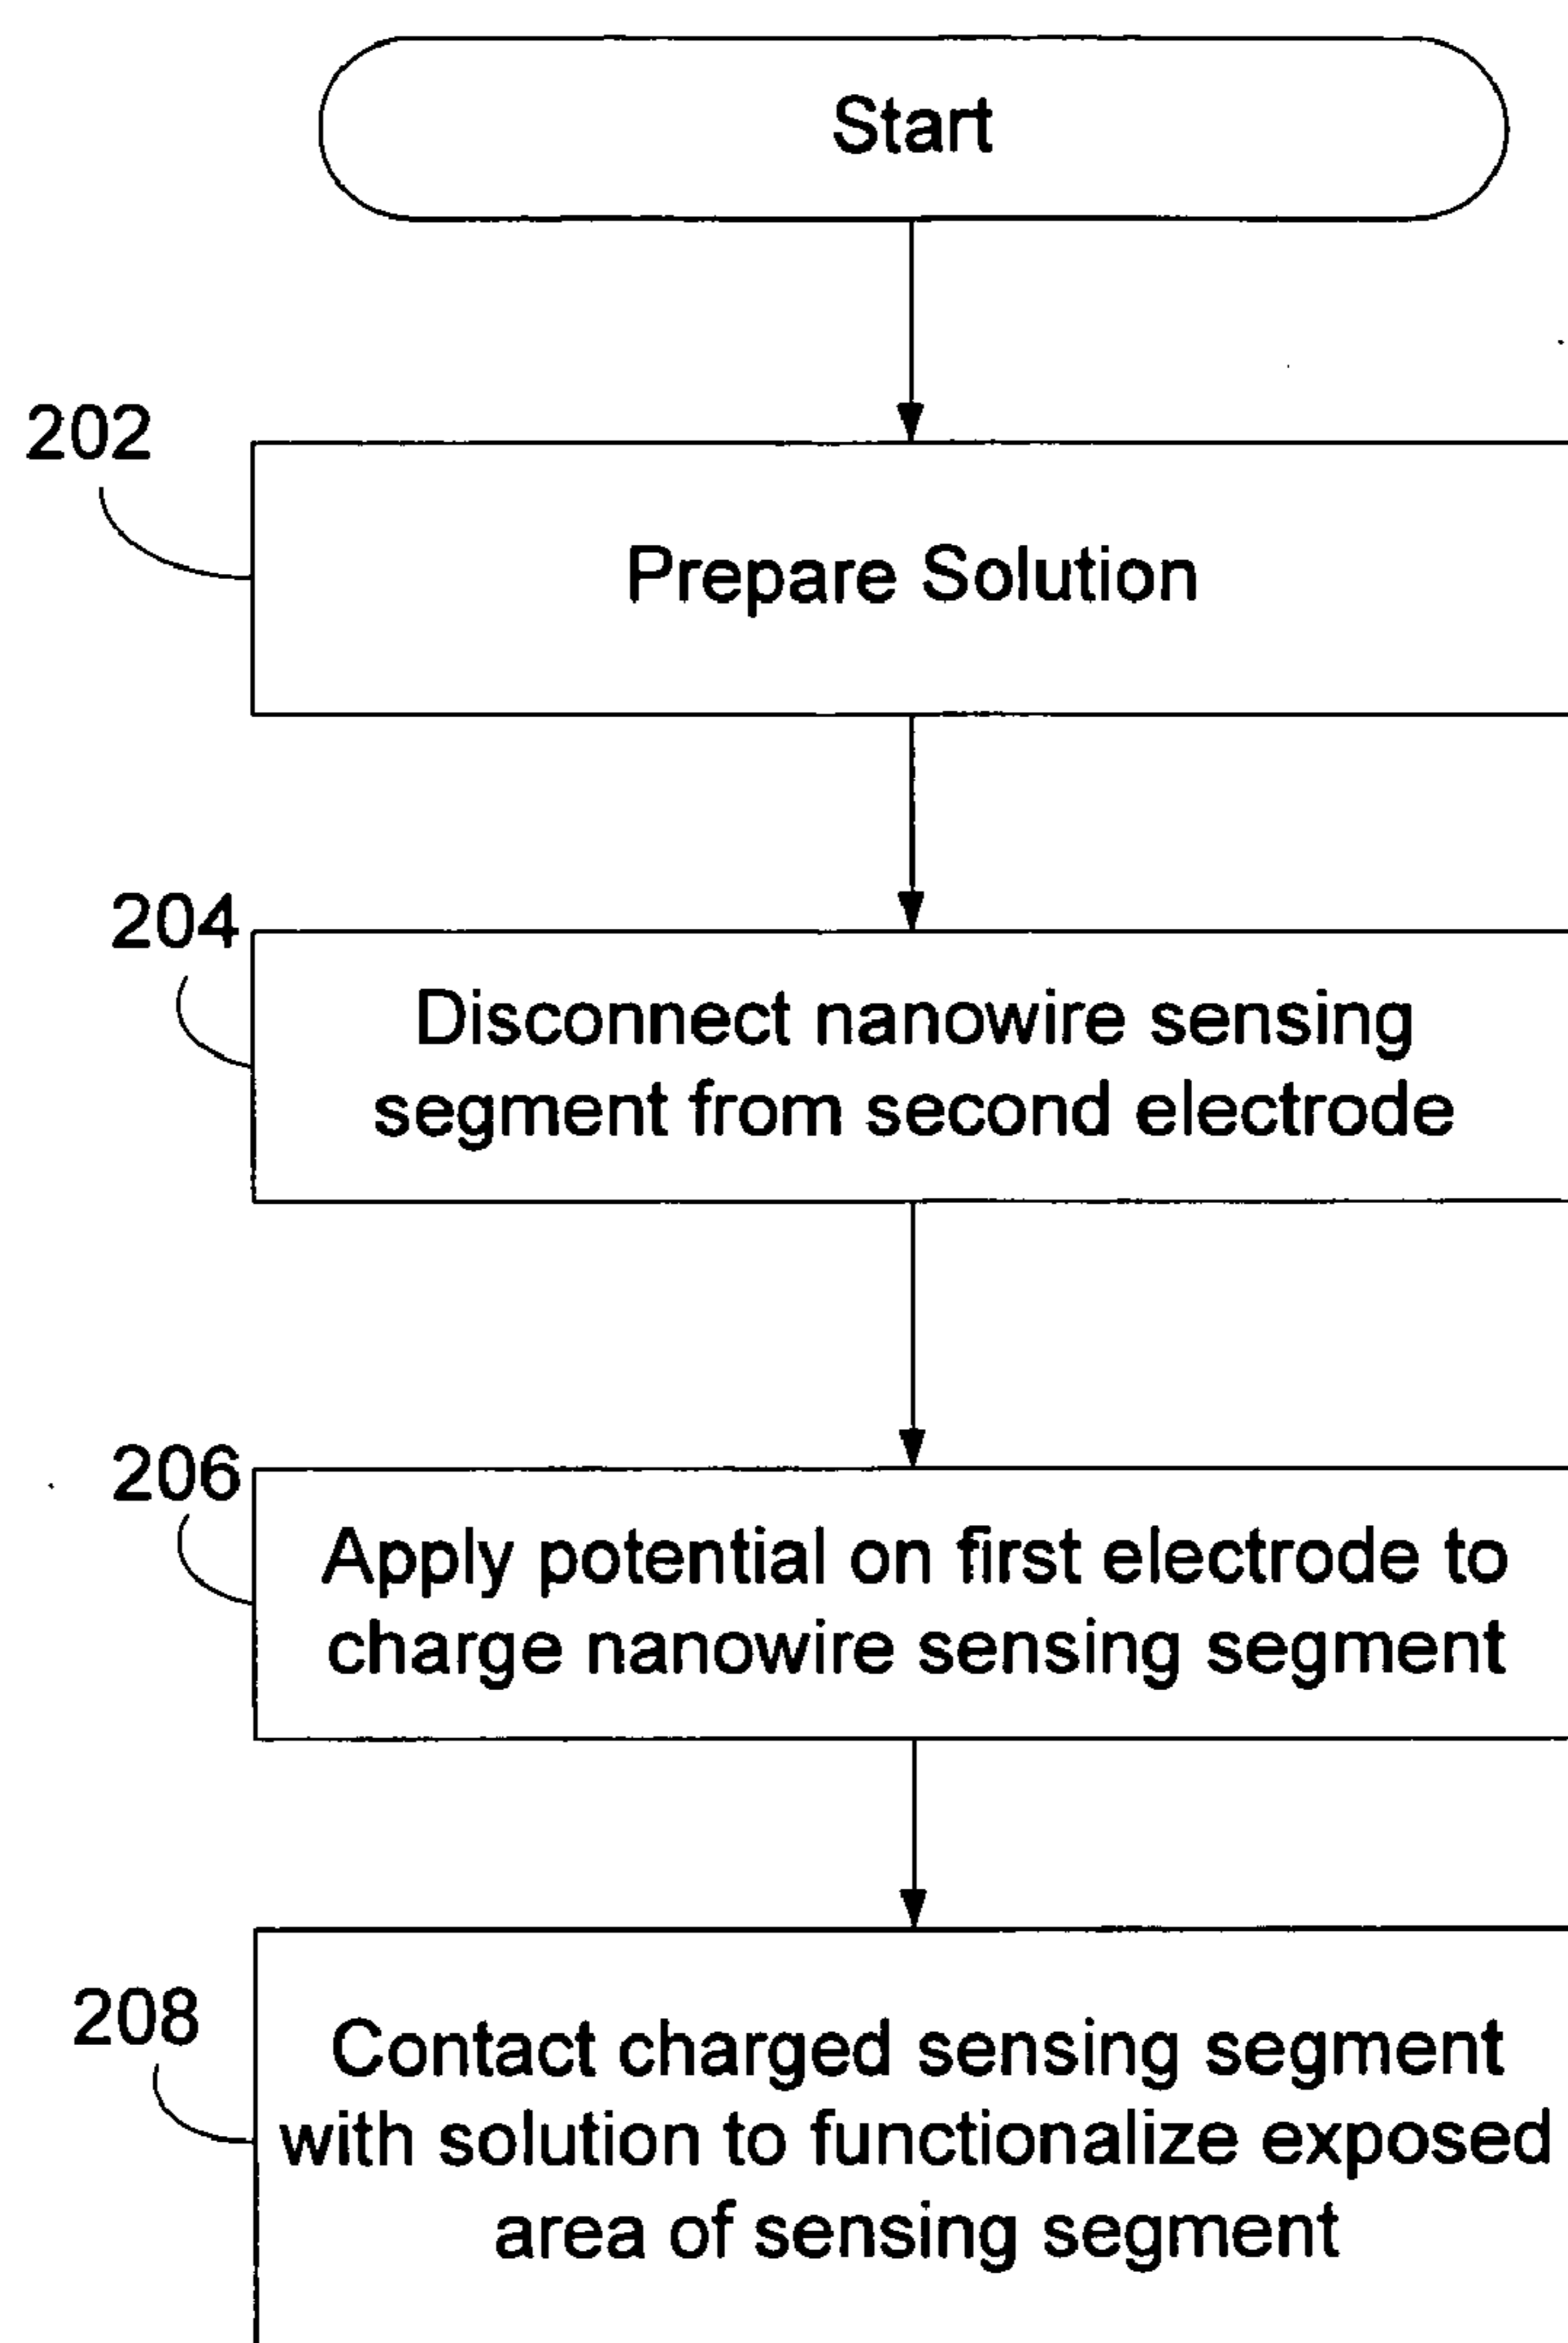 Start
202
Prepare Solution
204
Disconnect nanowire sensing
segment from second electrode
206
Apply potential on first electrode to
charge nanowire sensing segment
208
Contact charged sensing segment
with solution to functionalize exposed
area of sensing segment